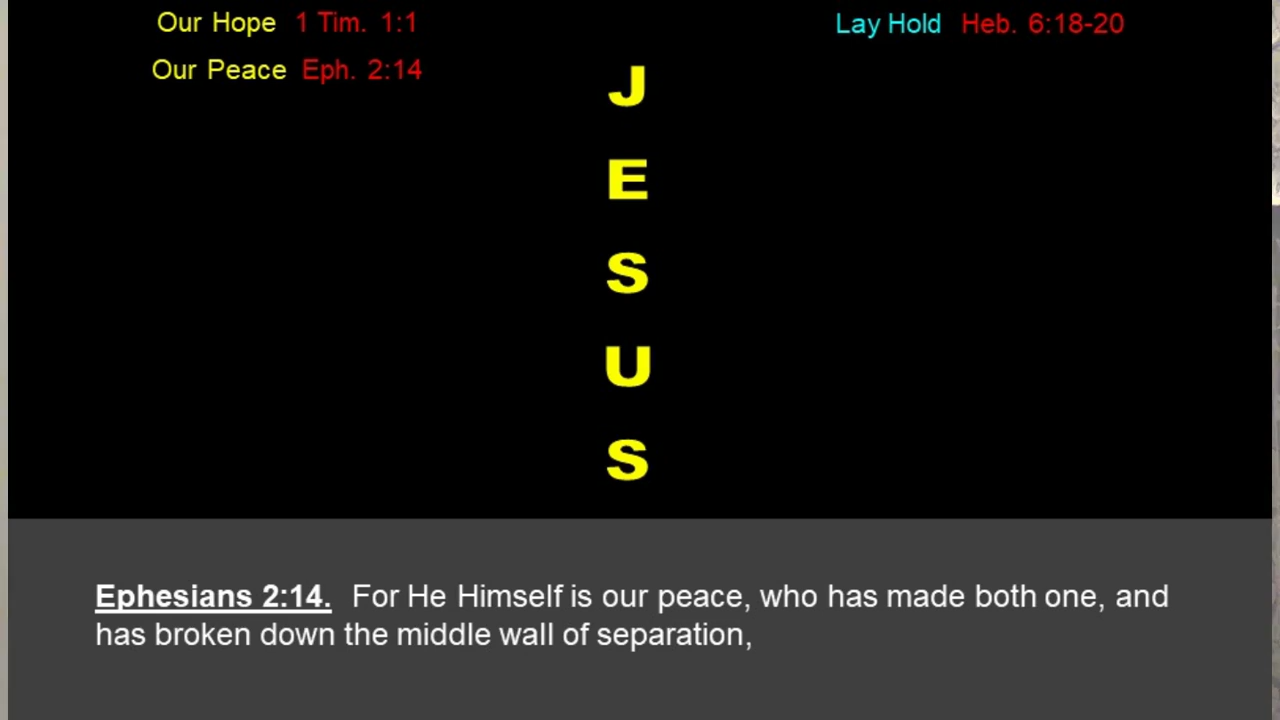 Our Hope 1 Tim. 1:1
Lay Hold Heb. 6:18-20
Our Peace Eph. 2:14
J
E
S
U
S
Ephesians 2:14. For He Himself is our peace, who has made both one, and
has broken down the middle wall of separation,